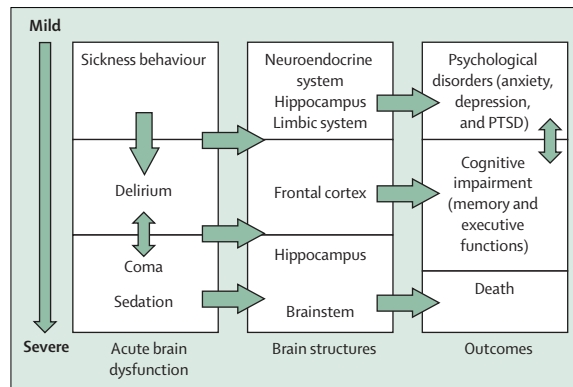 Mild
Sickness behaviour
Delirium
Coma
Sedation
Severe
Acute brain
dysfunction
Neuroendocrine
system
Hippocampus
Limbic system
Frontal cortex
Hippocampus
Brainstem
Brain structures
Psychological
disorders (anxiety,
depression,
and PTSD)
Cognitive
impairment
(memory and
executive
functions)
Death
Outcomes